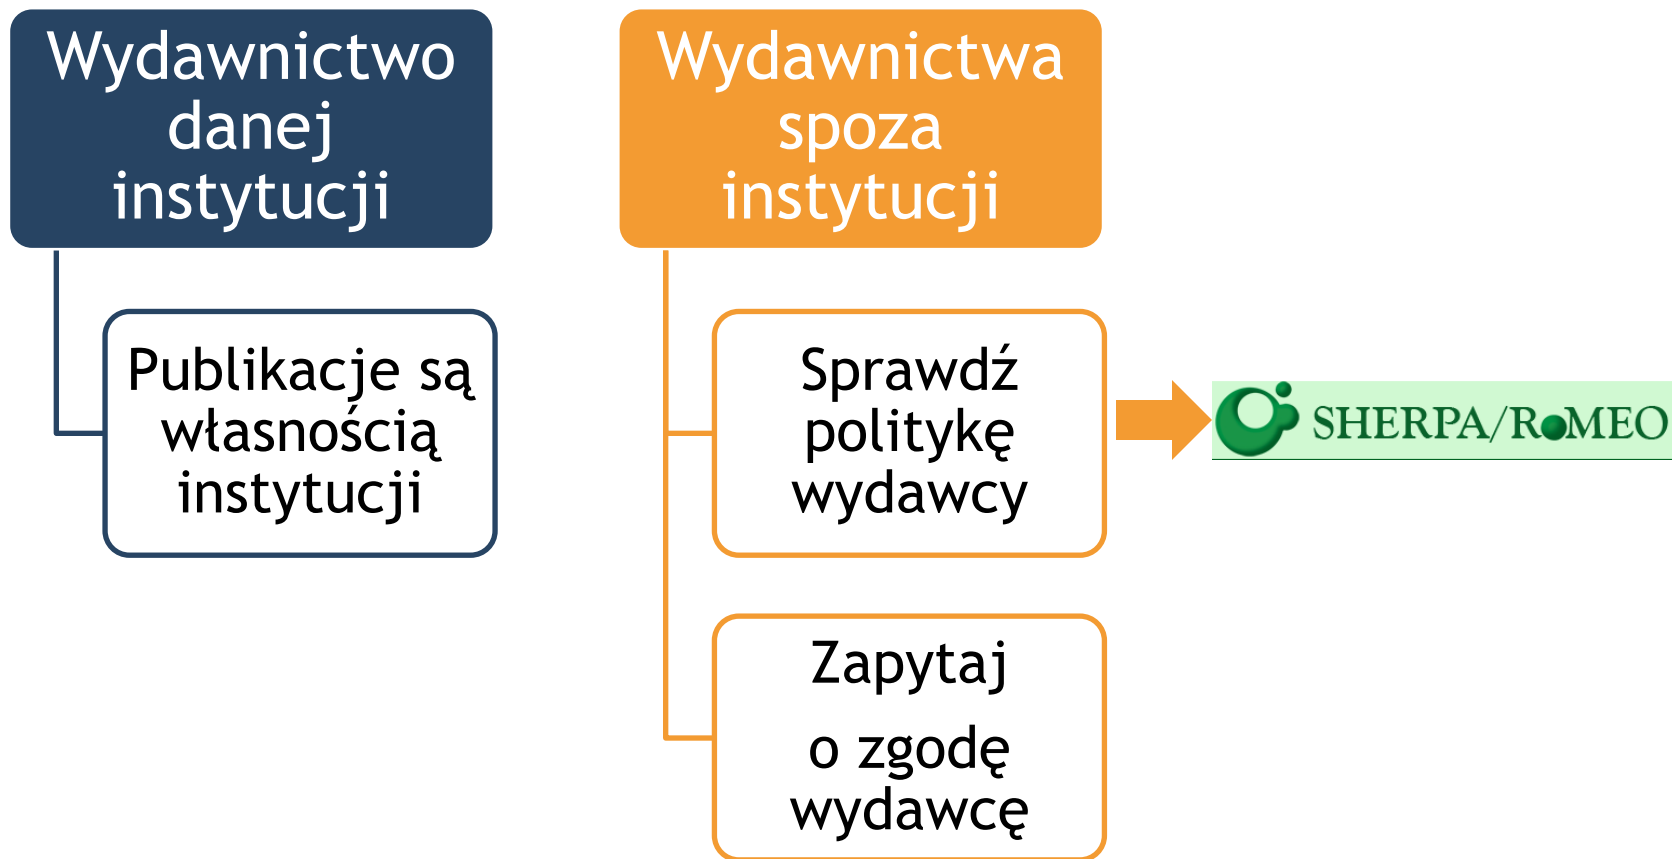 Wydawnictwo
danej
instytucji
Publikacje są
własnością
instytucji
Wydawnictwa
spoza
instytucji
Sprawdź
politykę
wydawcy
SHERPA/RoMEO
Zapytaj
o zgodę
wydawcę